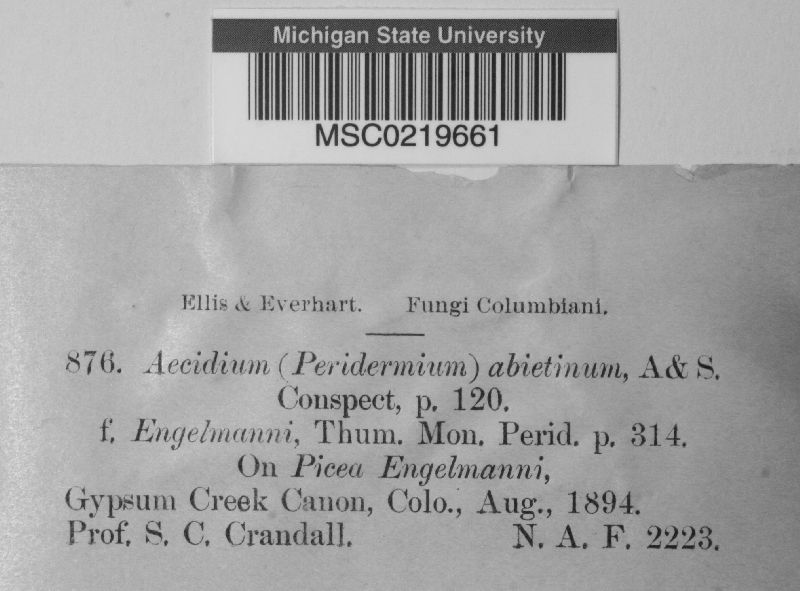 Michigan State University
MSC0219661
Ellis & Everhart. Fungi Columbiani.
876. Aecidium (Peridermium) abietinum, A & S.
Conspect, p. 120.
f. Engelmanni, Thum. Mon. Perid. p. 314.
On Picea Engelmanni,
Gypsum Creek Canon, Colo., Aug., 1894.
Prof. S. C. Crandall. N. A. F. 2223.